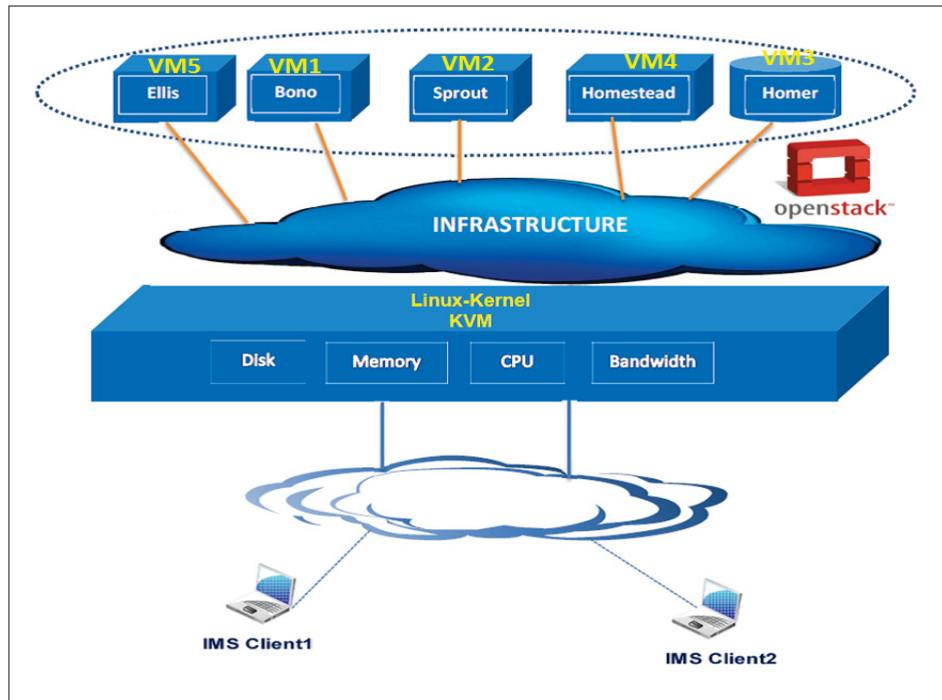 VM5 VM1 VM2 VM4 VM3
Ellis Bono Sprout Homestead Homer
openstack™
INFRASTRUCTURE
Linux-Kernel
KVM
Disk Memory CPU Bandwidth
IMS Client1
IMS Client2